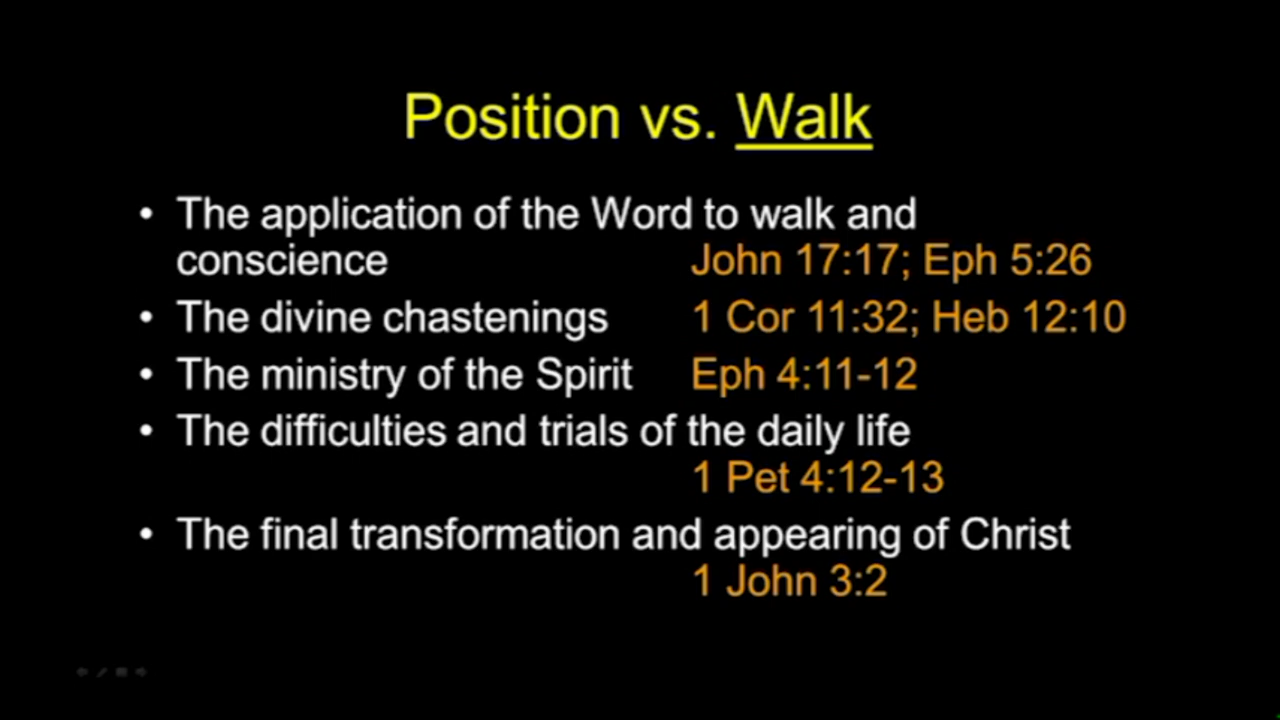 Position vs. Walk
• The application of the Word to walk and
conscience John 17:17; Eph 5:26
• The divine chastenings 1 Cor 11:32; Heb 12:10
• The ministry of the Spirit Eph 4:11-12
• The difficulties and trials of the daily life
1 Pet 4:12-13
• The final transformation and appearing of Christ
1 John 3:2